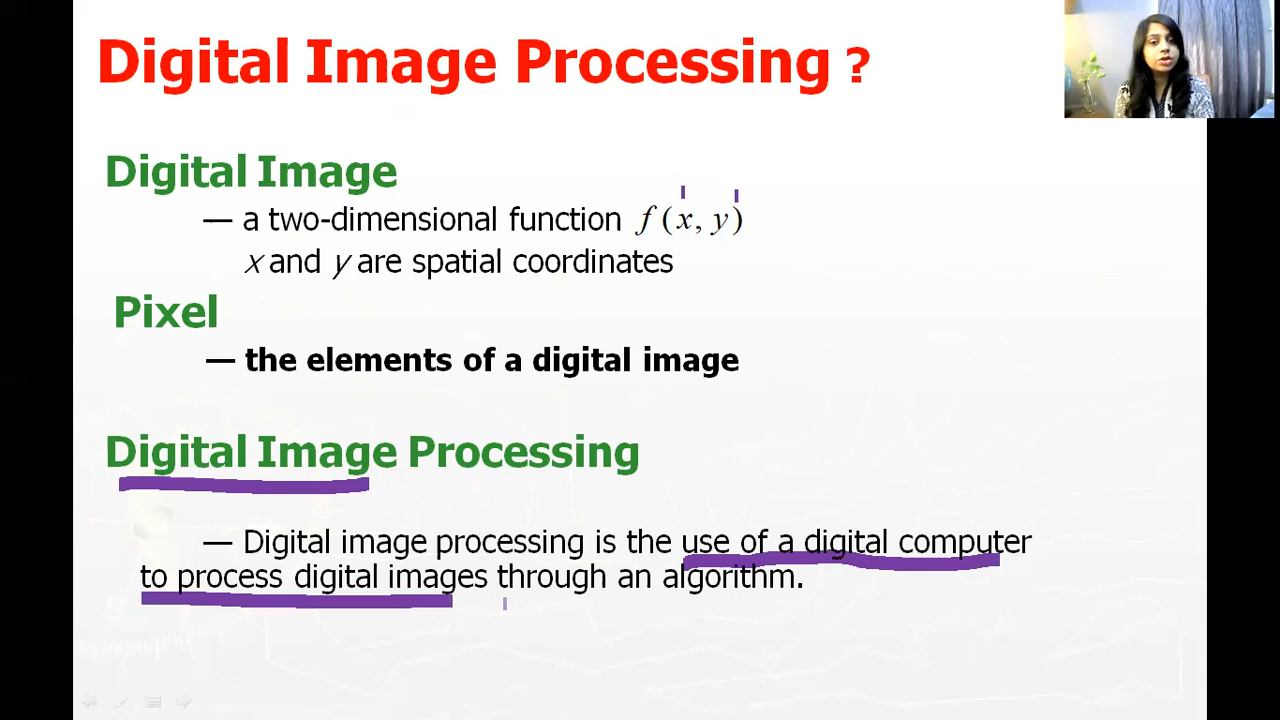 Digital Image Processing ?
Digital Image
— a two-dimensional function f (x, y)
x and y are spatial coordinates
Pixel
— the elements of a digital image
Digital Image Processing
— Digital image processing is the use of a digital computer
to process digital images through an algorithm.